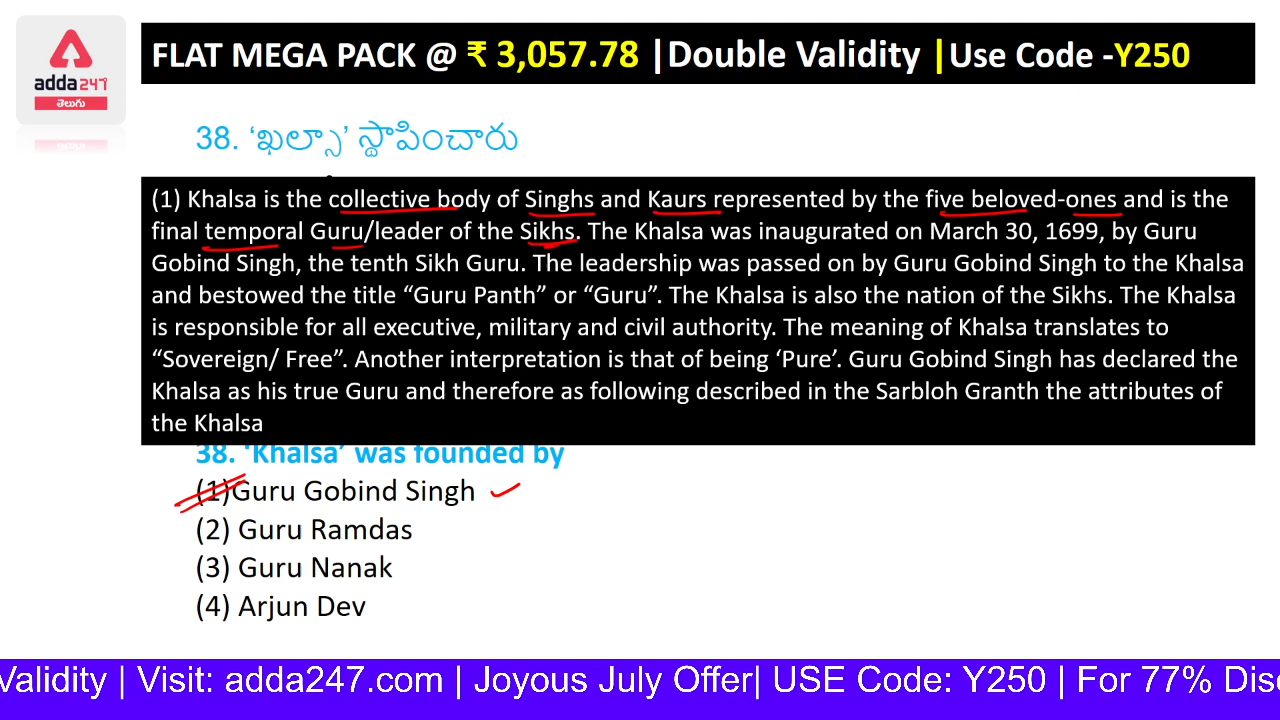 FLAT MEGA PACK @ ₹ 3,057.78 |Double Validity |Use Code -Y250
adda247
తెలుగు
38. ‘ఖల్సా’ స్థాపించారు
(1) Khalsa is the collective body of Singhs and Kaurs represented by the five beloved-ones and is the
final temporal Guru/leader of the Sikhs. The Khalsa was inaugurated on March 30, 1699, by Guru
Gobind Singh, the tenth Sikh Guru. The leadership was passed on by Guru Gobind Singh to the Khalsa
and bestowed the title “Guru Panth” or “Guru”. The Khalsa is also the nation of the Sikhs. The Khalsa
is responsible for all executive, military and civil authority. The meaning of Khalsa translates to
“Sovereign/ Free”. Another interpretation is that of being ‘Pure’. Guru Gobind Singh has declared the
Khalsa as his true Guru and therefore as following described in the Sarbloh Granth the attributes of
the Khalsa
38. ‘Khalsa’ was founded by
(1)Guru Gobind Singh
(2) Guru Ramdas
(3) Guru Nanak
(4) Arjun Dev
Validity | Visit: adda247.com | Joyous July Offer| USE Code: Y250 | For 77% Disc